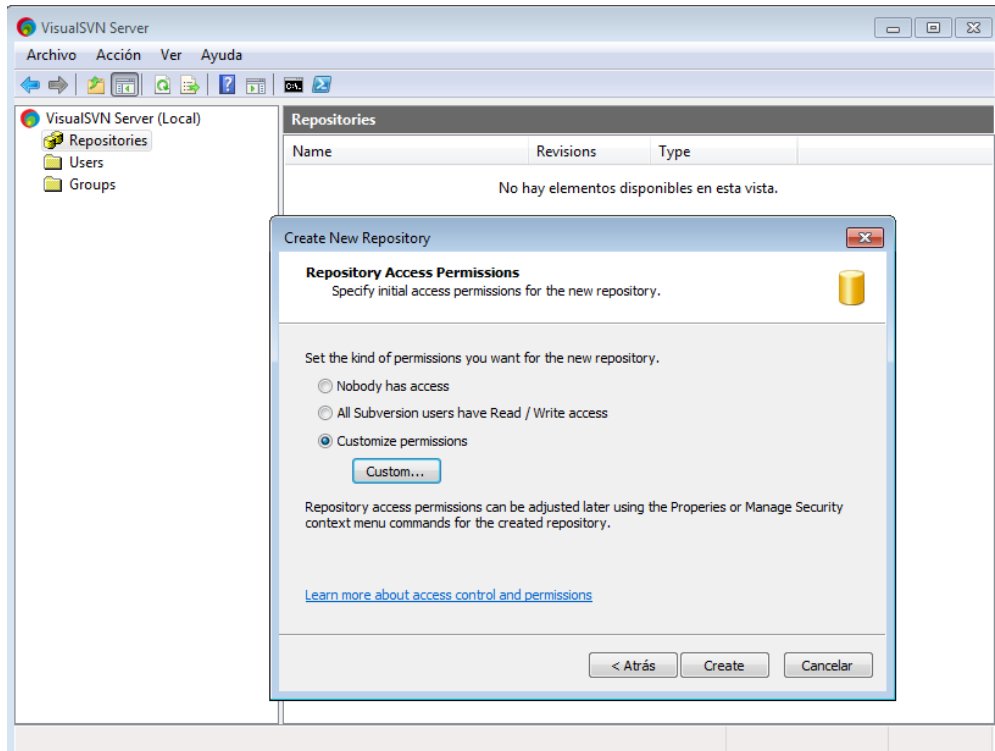 VisualSVN Server
Archivo Acción Ver Ayuda
VisualSVN Server (Local)
Repositories
Users
Groups
Repositories
Name Revisions Type
No hay elementos disponibles en esta vista.
Create New Repository
Repository Access Permissions
Specify initial access permissions for the new repository.
Set the kind of permissions you want for the new repository.
Nobody has access
All Subversion users have Read / Write access
Customize permissions
Custom...
Repository access permissions can be adjusted later using the Properies or Manage Security
context menu commands for the created repository.
Learn more about access control and permissions
< Atrás Create Cancelar